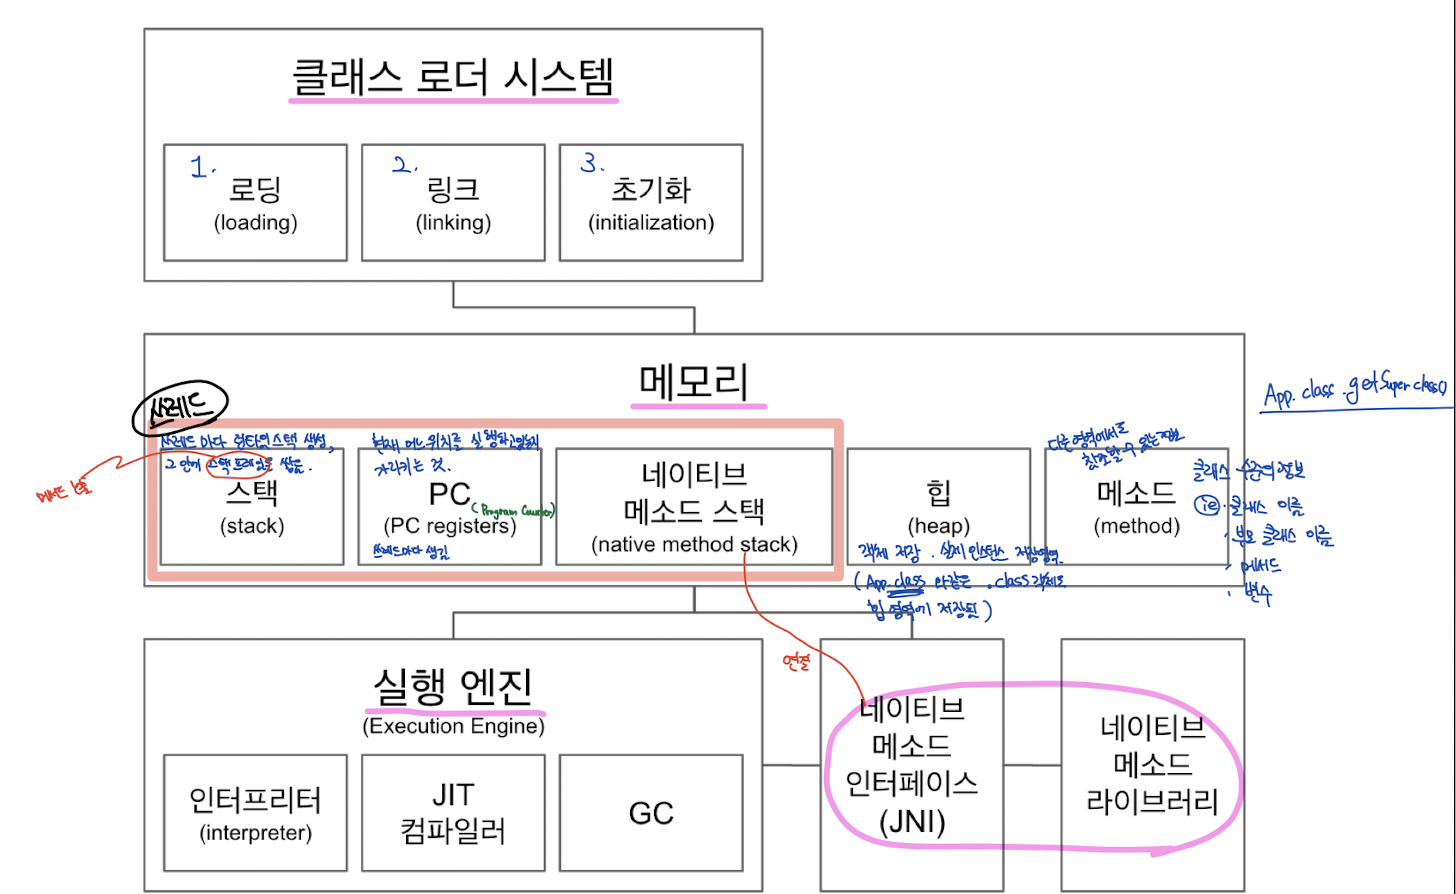 클래스 로더 시스템
1.
로딩
(loading)
2.
링크
(linking)
3.
초기화
(initialization)
메모리
쓰레드
App.class.getSuperclass()
쓰레드 마다 런타임 스택 생성,
그 안에 스택 프레임을 쌓음.
메서드 콜
스택
(stack)
현재 어느 위치를 실행하고 있는지
가리키는 것.
PC
(Program Counter)
(PC registers)
쓰레드마다 생김
네이티브
메소드 스택
(native method stack)
힙
(heap)
객체 저장. 실제 인스턴스 저장영역.
(App.class 와 같은 .class 객체도
힙 영역에 저장됨)
다른 영역에서도
참조할 수 있는 정보
메소드
(method)
클래스 수준의 정보
ie · 클래스 이름
· 부모 클래스 이름
· 메서드
· 변수
연결
실행 엔진
(Execution Engine)
인터프리터
(interpreter)
JIT
컴파일러
GC
네이티브
메소드
인터페이스
(JNI)
네이티브
메소드
라이브러리